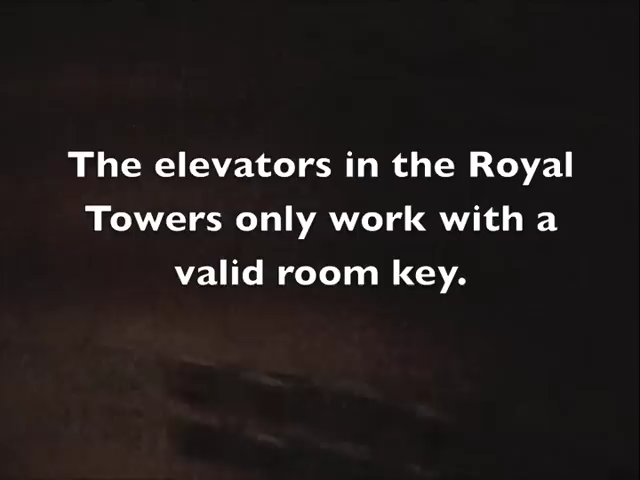 The elevators in the Royal
Towers only work with a
valid room key.